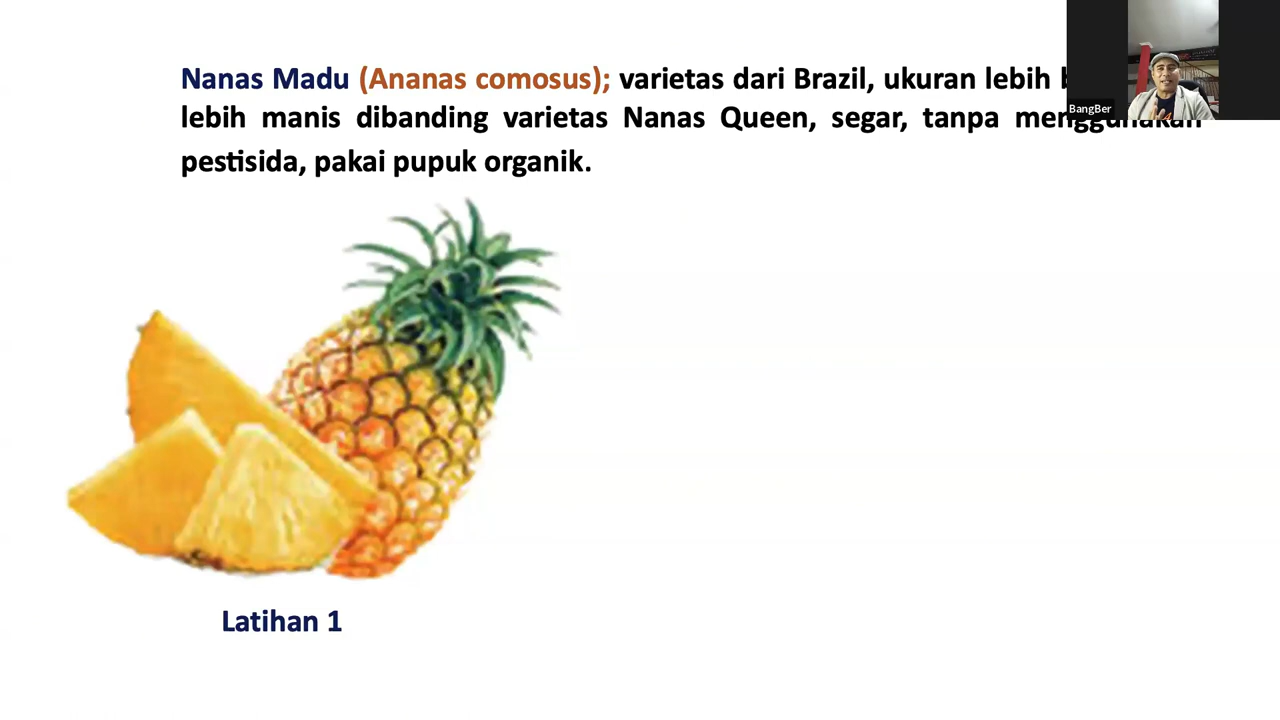 Nanas Madu (Ananas comosus); varietas dari Brazil, ukuran lebih
lebih manis dibanding varietas Nanas Queen, segar, tanpa menggunakan
pestisida, pakai pupuk organik.
BangBer
Latihan 1